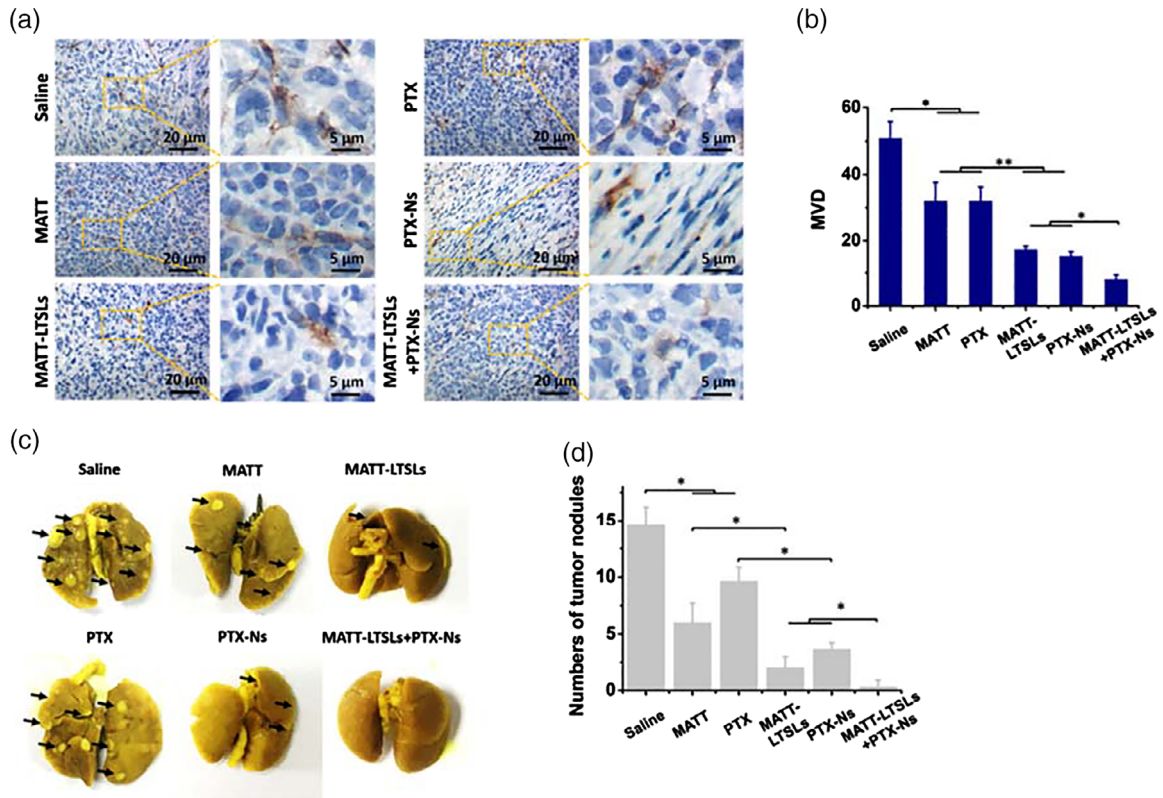 (a)
Saline
20 µm
5 µm
PTX
20 µm
5 µm
MATT
20 µm
5 µm
PTX-Ns
20 µm
5 µm
MATT-LTSLs
20 µm
5 µm
MATT-LTSLs
+PTX-Ns
20 µm
5 µm
(b)
60
40
20
0
MVD
*
**
*
Saline
MATT
PTX
MATT-
LTSLs
PTX-Ns
MATT-LTSLs
+PTX-Ns
(c)
Saline
MATT
MATT-LTSLs
PTX
PTX-Ns
MATT-LTSLs+PTX-Ns
(d)
15
10
5
0
Numbers of tumor nodules
*
*
*
*
Saline
MATT
PTX
MATT-
LTSLs
PTX-Ns
MATT-LTSLs
+PTX-Ns